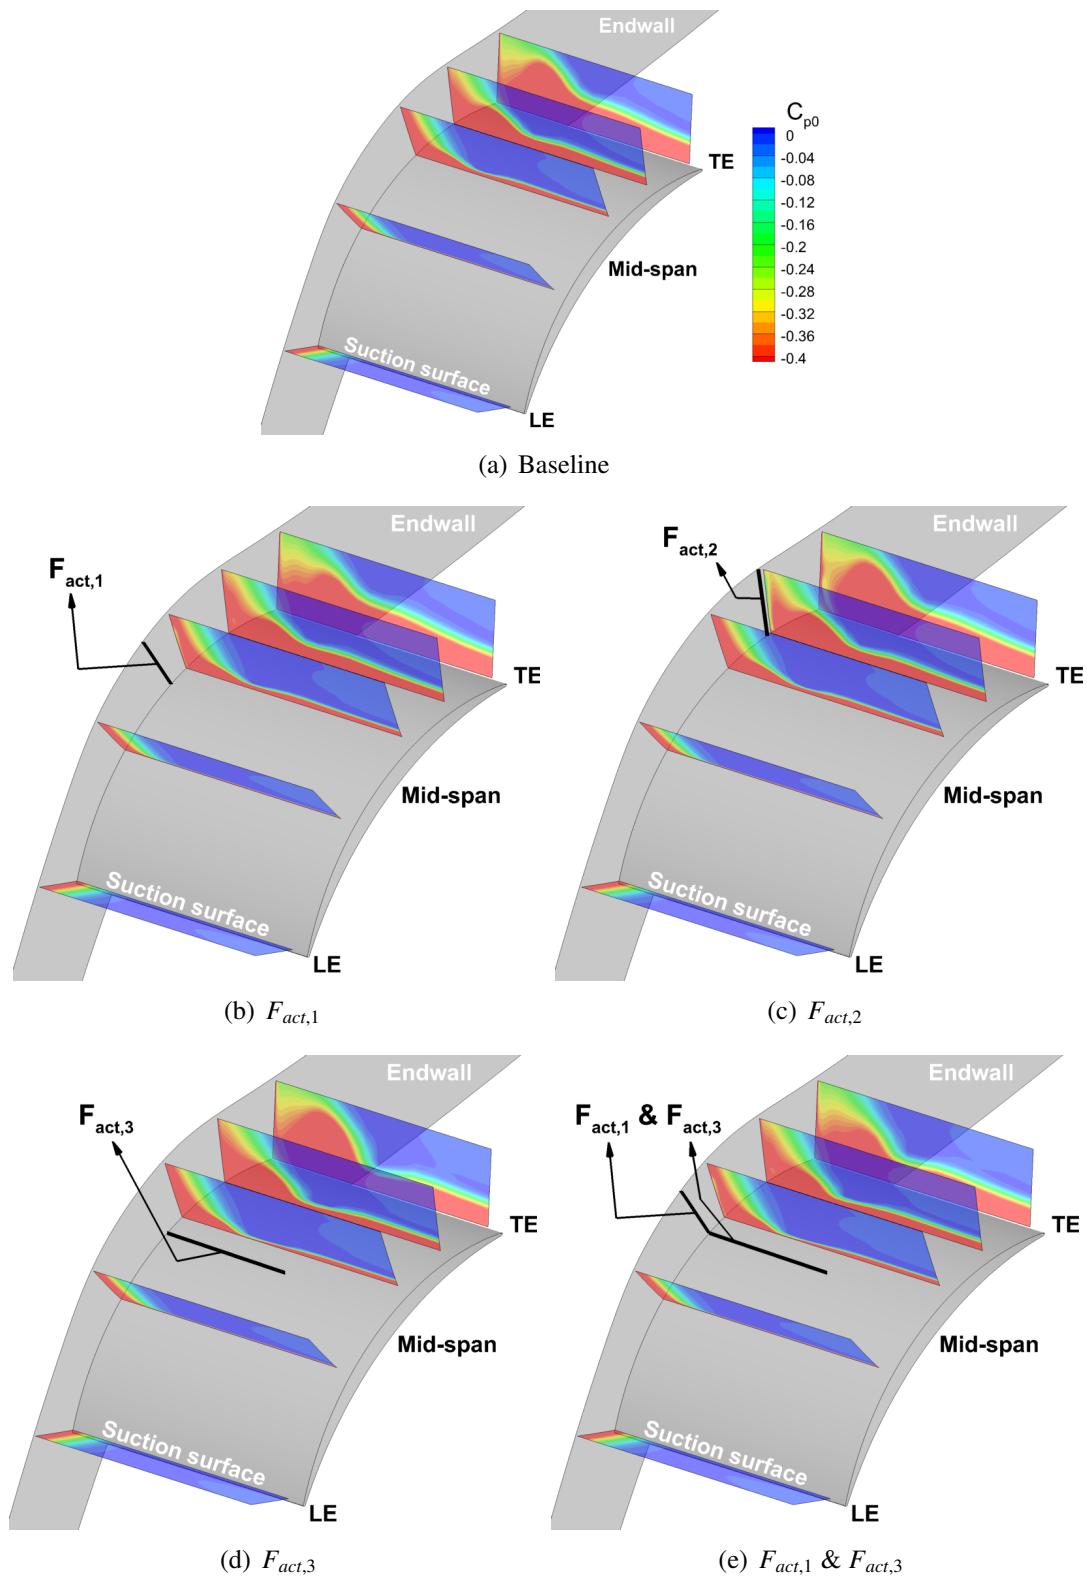 Endwall
C_p0
0
-0.04
-0.08
-0.12
-0.16
-0.2
-0.24
-0.28
-0.32
-0.36
-0.4
TE
Mid-span
Suction surface
LE
(a) Baseline
Endwall
F_act,1
TE
Mid-span
Suction surface
LE
(b) F_act,1
Endwall
F_act,2
TE
Mid-span
Suction surface
LE
(c) F_act,2
Endwall
F_act,3
TE
Mid-span
Suction surface
LE
(d) F_act,3
Endwall
F_act,1 & F_act,3
TE
Mid-span
Suction surface
LE
(e) F_act,1 & F_act,3